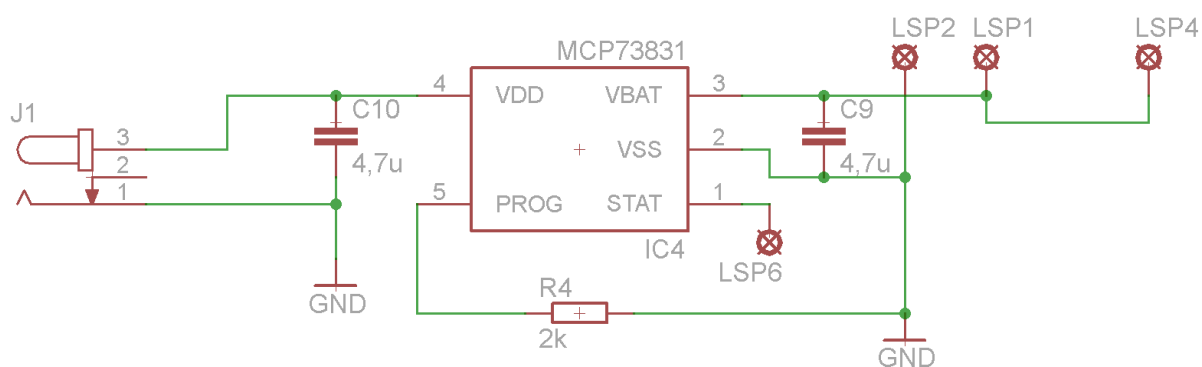 LSP2 LSP1 LSP4
MCP73831
4 VDD VBAT 3
J1 C10 C9
3 VSS 2
2 4,7u 4,7u
1 5 PROG STAT 1
IC4
LSP6
R4
GND
2k
GND